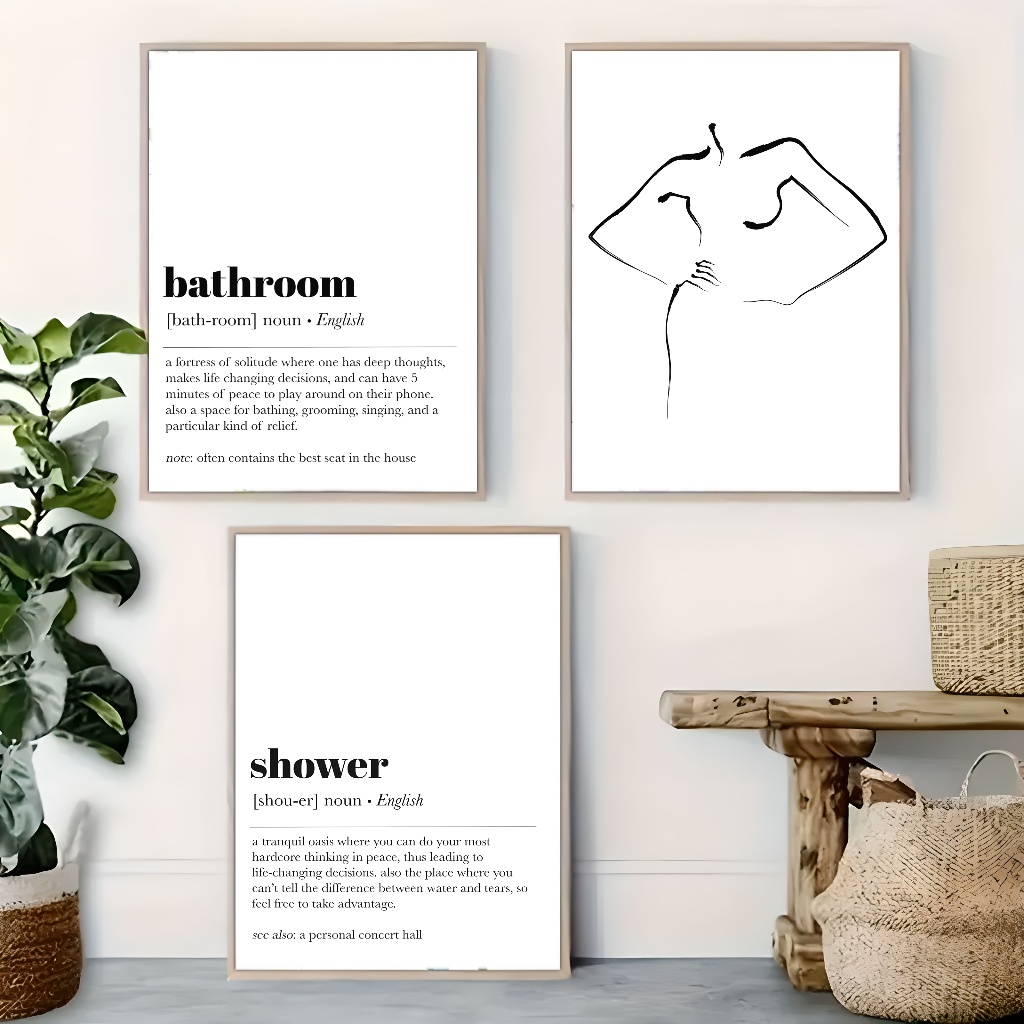 bathroom
[bath-room] noun • English
a fortress of solitude where one has deep thoughts,
makes life changing decisions, and can have 5
minutes of peace to play around on their phone.
also a space for bathing, grooming, singing, and a
particular kind of relief.
note: often contains the best seat in the house
shower
[shou-er] noun • English
a tranquil oasis where you can do your most
hardcore thinking in peace, thus leading to
life-changing decisions. also the place where you
can't tell the difference between water and tears, so
feel free to take advantage.
see also: a personal concert hall